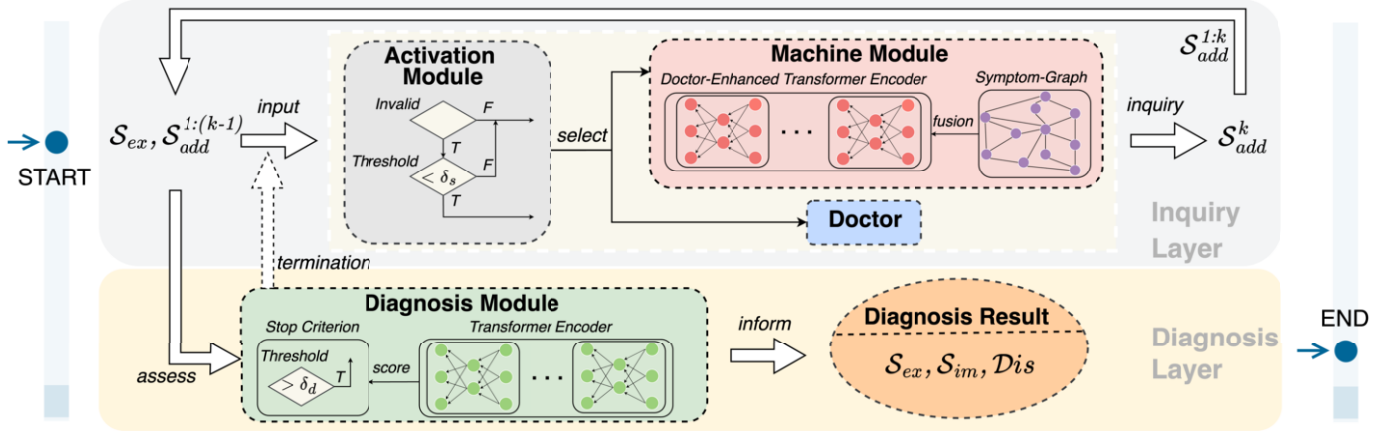 START
S_ex, S_add^{1:(k-1)}
input
Activation
Module
Invalid
F
T
Threshold
F
< δ_s
T
select
Machine Module
Doctor-Enhanced Transformer Encoder
Symptom-Graph
fusion
Doctor
inquiry
S_add^{1:k}
S_add^k
Inquiry
Layer
termination
assess
Diagnosis Module
Stop Criterion
Transformer Encoder
Threshold
> δ_d
T
score
inform
Diagnosis Result
S_ex, S_im, Dis
Diagnosis
Layer
END